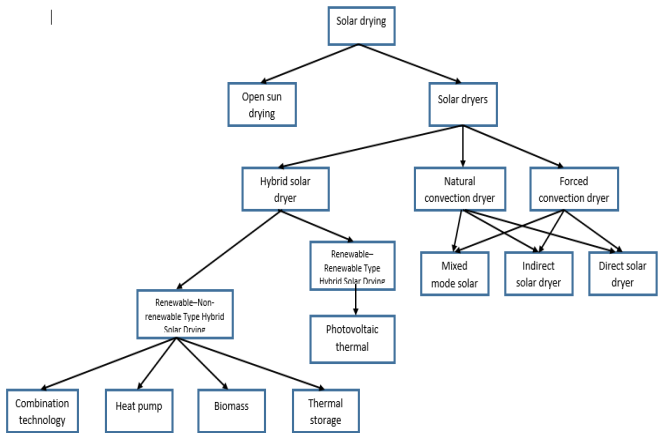 Solar drying
Open sun
drying
Solar dryers
Hybrid solar
dryer
Natural
convection dryer
Forced
convection dryer
Renewable–
Renewable Type
Hybrid Solar Drying
Mixed
mode solar
Indirect
solar dryer
Direct solar
dryer
Renewable–Non-
renewable Type Hybrid
Solar Drying
Photovoltaic
thermal
Combination
technology
Heat pump
Biomass
Thermal
storage